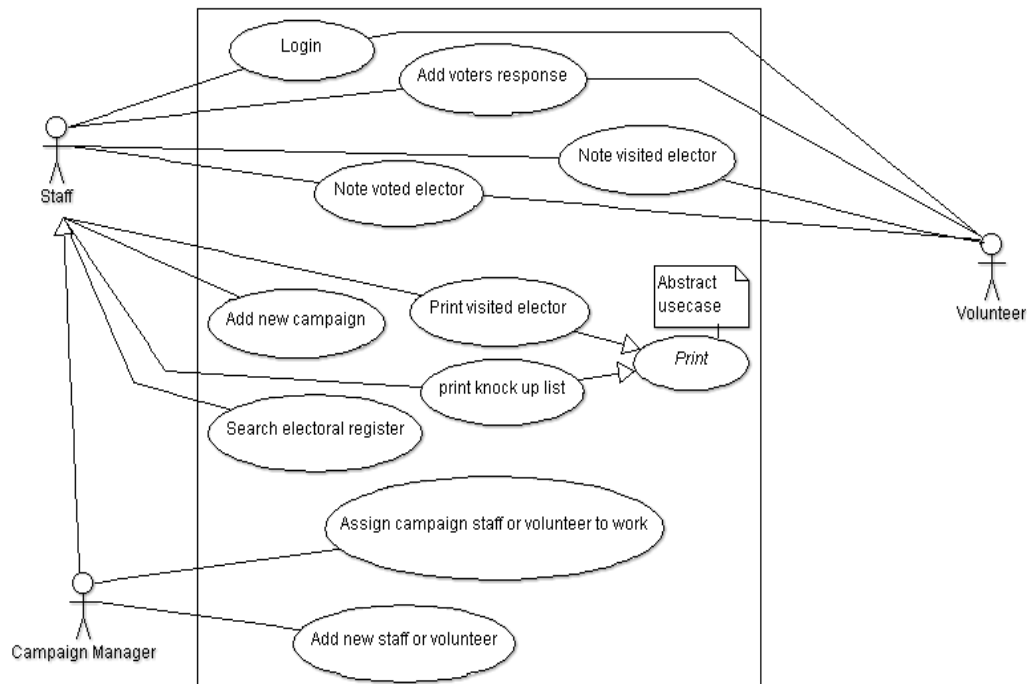 Login
Add voters response
Note visited elector
Note voted elector
Staff
Abstract
usecase
Print visited elector
Add new campaign
Volunteer
Print
print knock up list
Search electoral register
Assign campaign staff or volunteer to work
Add new staff or volunteer
Campaign Manager